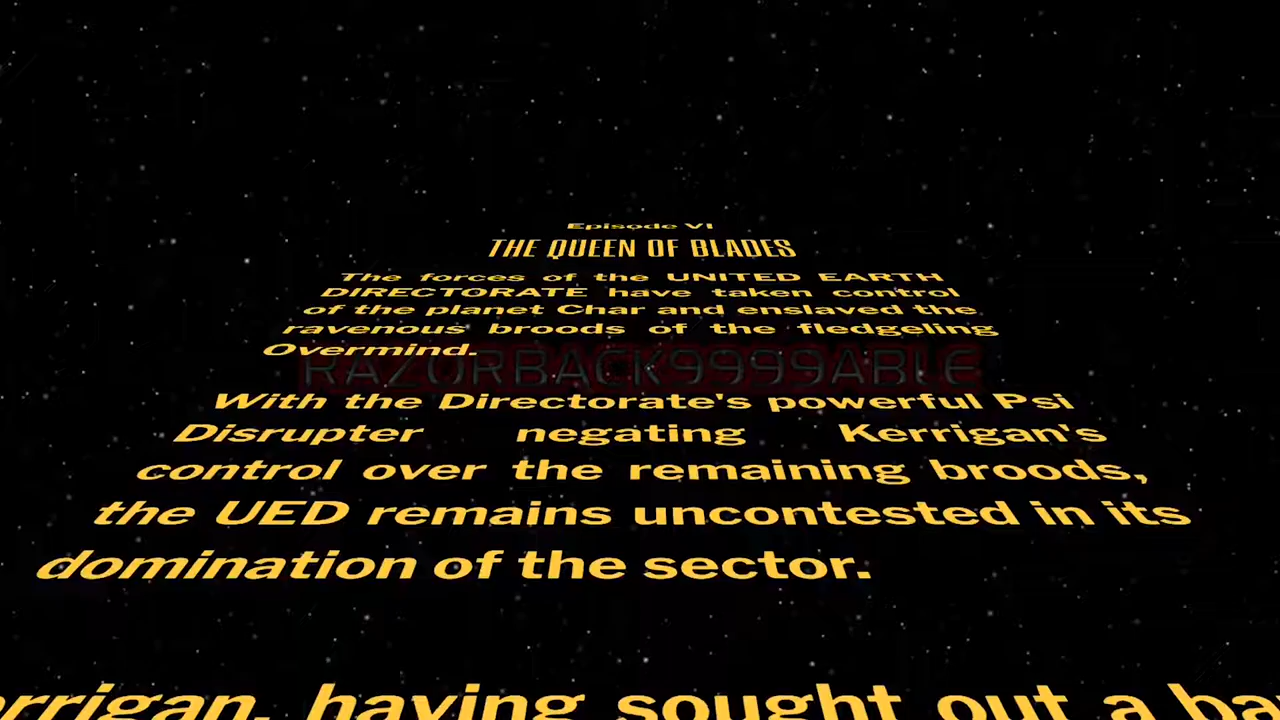 Episode VI
THE QUEEN OF BLADES
The forces of the UNITED EARTH
DIRECTORATE have taken control
of the planet Char and enslaved the
ravenous broods of the fledgeling
Overmind.
RAZORBACK9999ABLE
With the Directorate's powerful Psi
Disrupter negating Kerrigan's
control over the remaining broods,
the UED remains uncontested in its
domination of the sector.
having sought out a